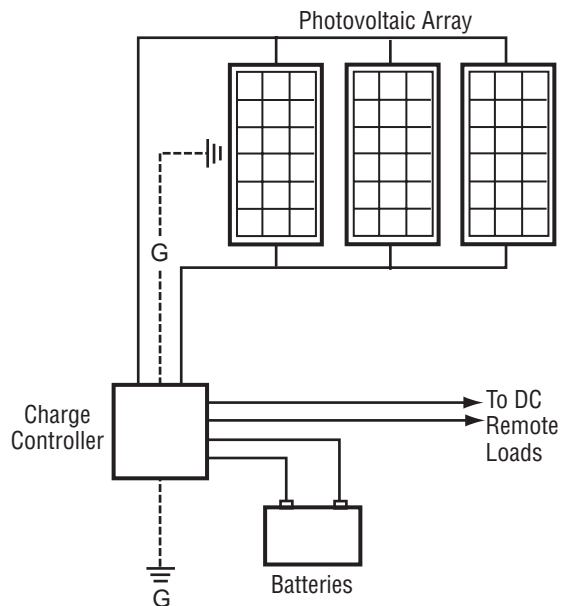 Photovoltaic Array
G
Charge
Controller
To DC
Remote
Loads
Batteries
G